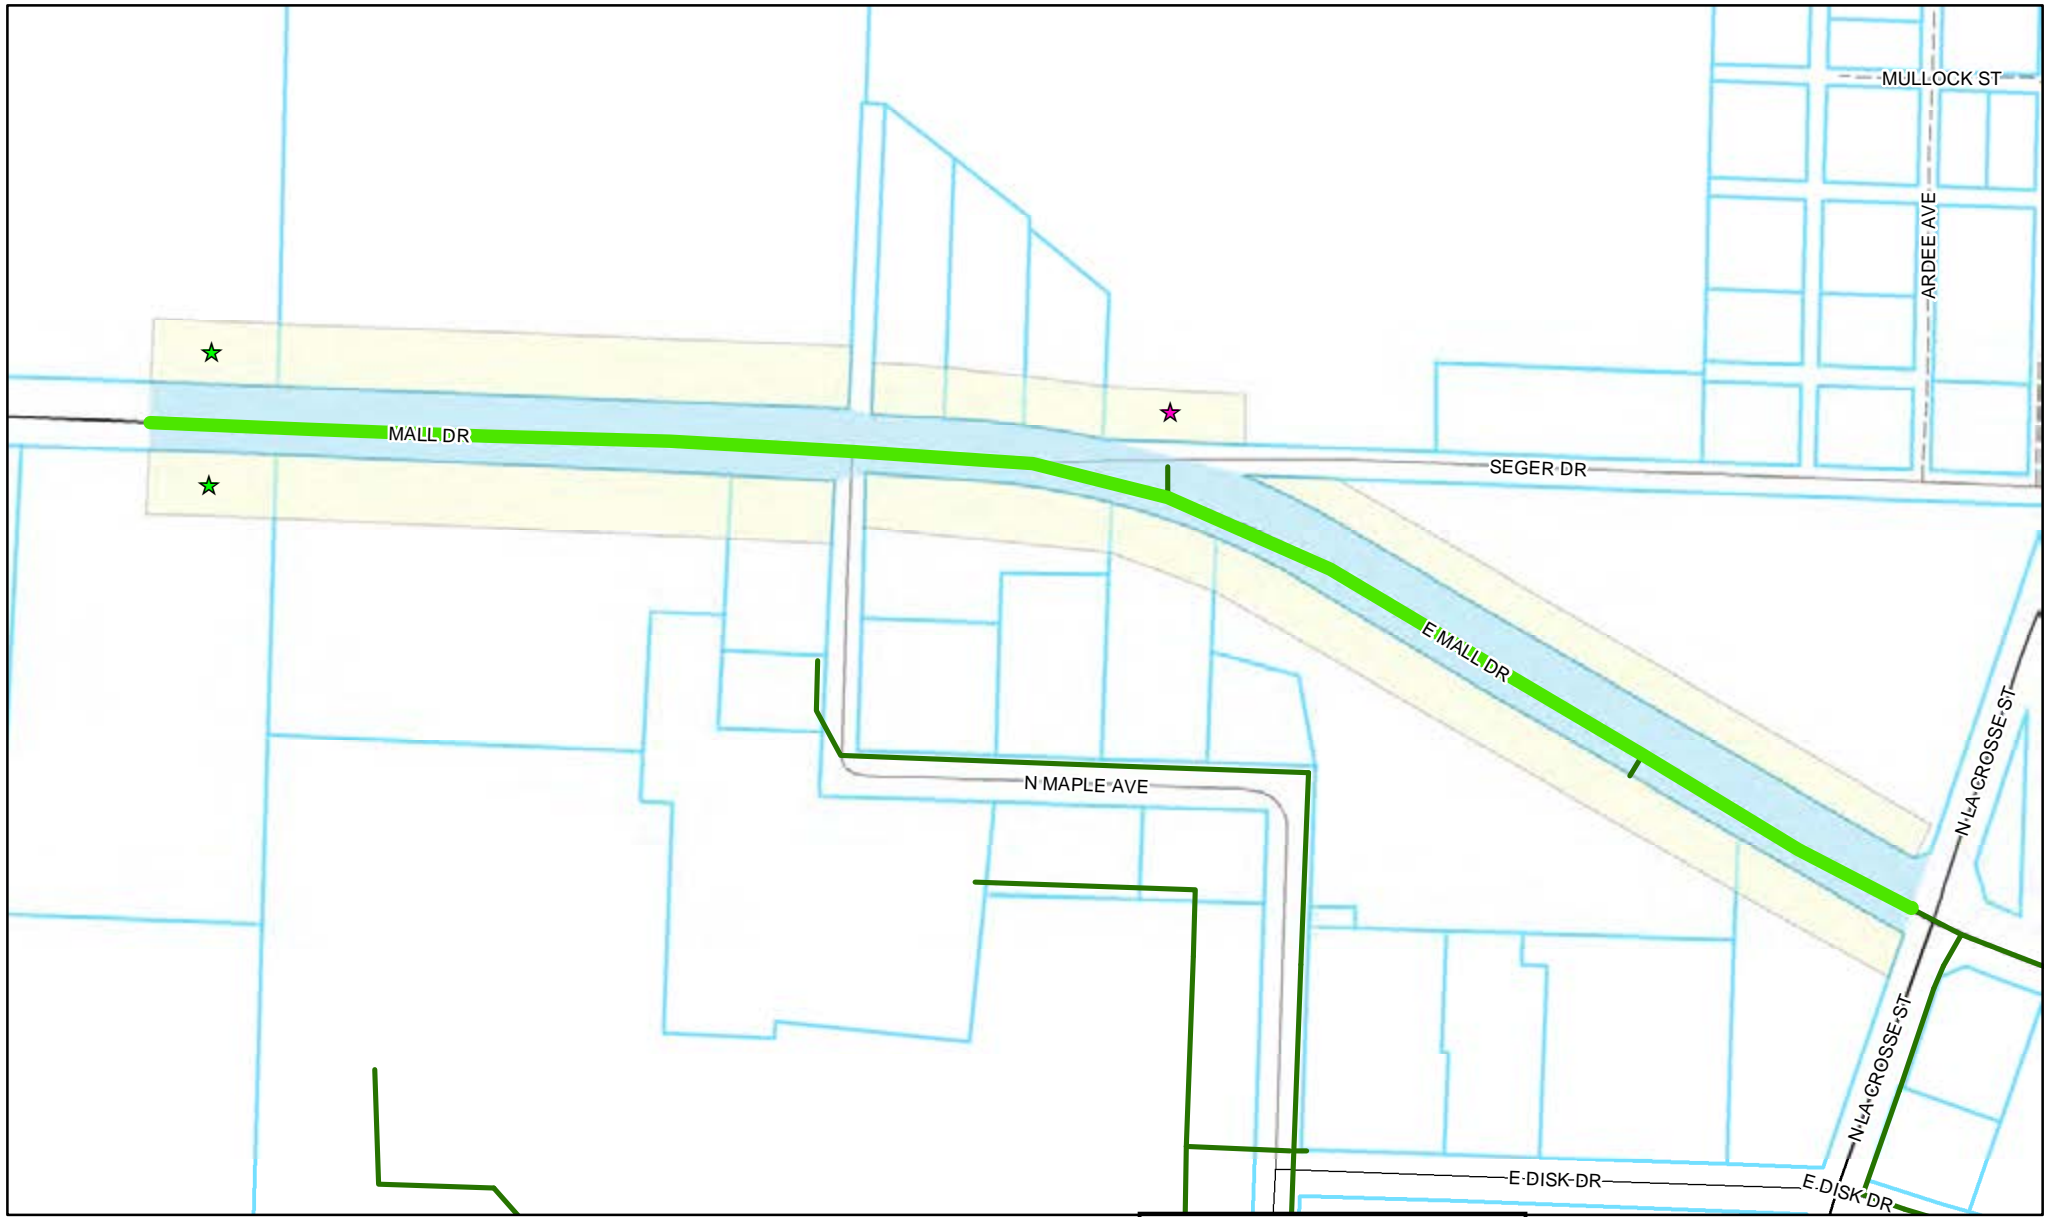 MULLOCK ST
ARDEE AVE
MALL DR
SEGER DR
E MALL DR
N LA CROSSE ST
N MAPLE AVE
N LA CROSSE ST
E DISK DR
E DISK DR